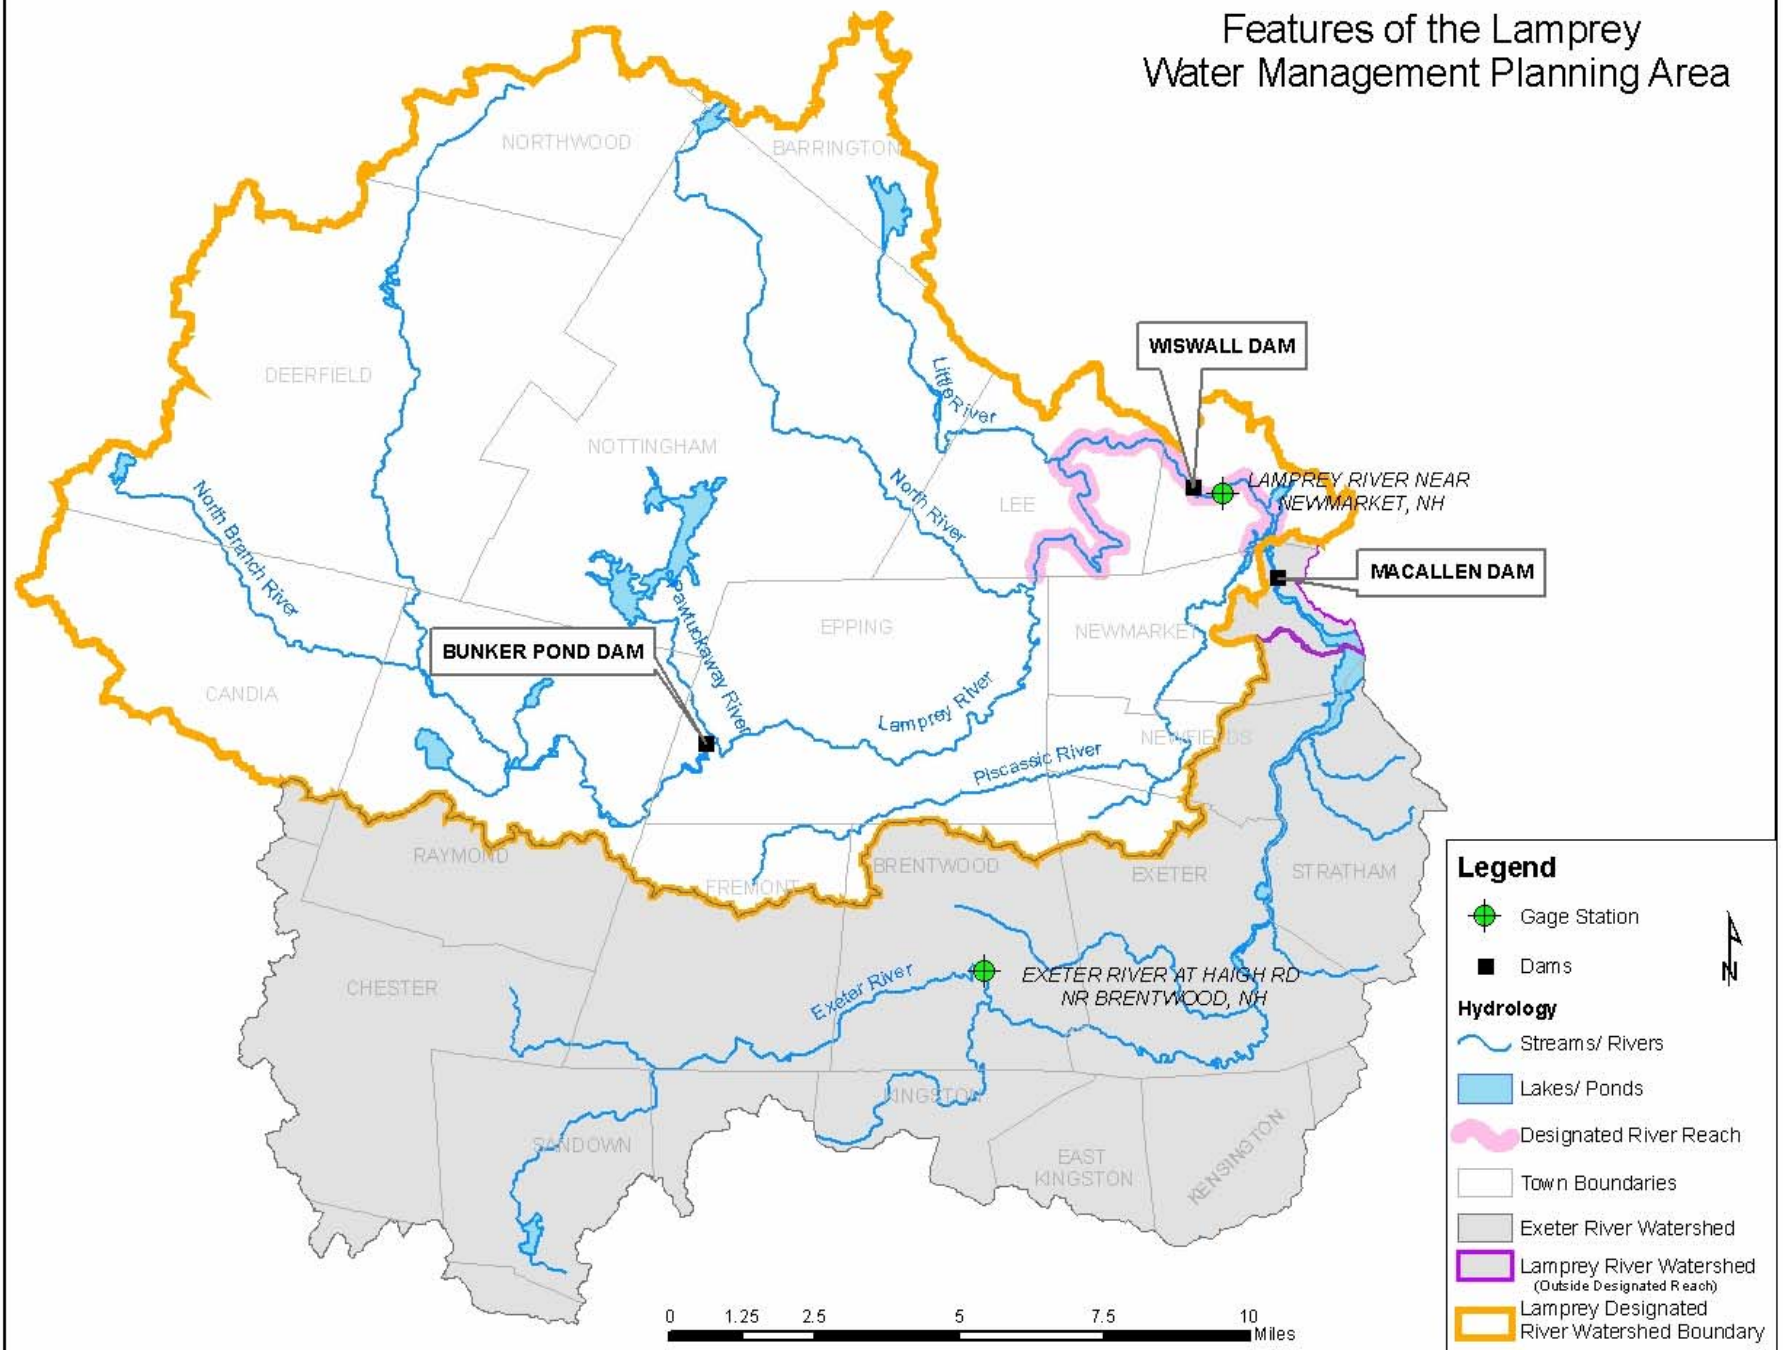 Features of the Lamprey
Water Management Planning Area
NORTHWOOD
BARRINGTON
WISWALL DAM
DEERFIELD
Little River
NOTTINGHAM
North River
LEE
LAMPREY RIVER NEAR
NEWMARKET, NH
North Branch River
MACALLEN DAM
Pawtuckaway River
EPPING
NEWMARKET
BUNKER POND DAM
CANDIA
Lamprey River
NEWFIELDS
Piscassic River
RAYMOND
FREMONT
BRENTWOOD
EXETER
STRATHAM
CHESTER
Exeter River
EXETER RIVER AT HAIGH RD
NR BRENTWOOD, NH
KINGSTON
SANDOWN
EAST
KINGSTON
KENSINGTON
Legend
Gage Station
Dams
N
Hydrology
Streams/ Rivers
Lakes/ Ponds
Designated River Reach
Town Boundaries
Exeter River Watershed
Lamprey River Watershed
(Outside Designated Reach)
Lamprey Designated
River Watershed Boundary
0 1.25 2.5 5 7.5 10
Miles